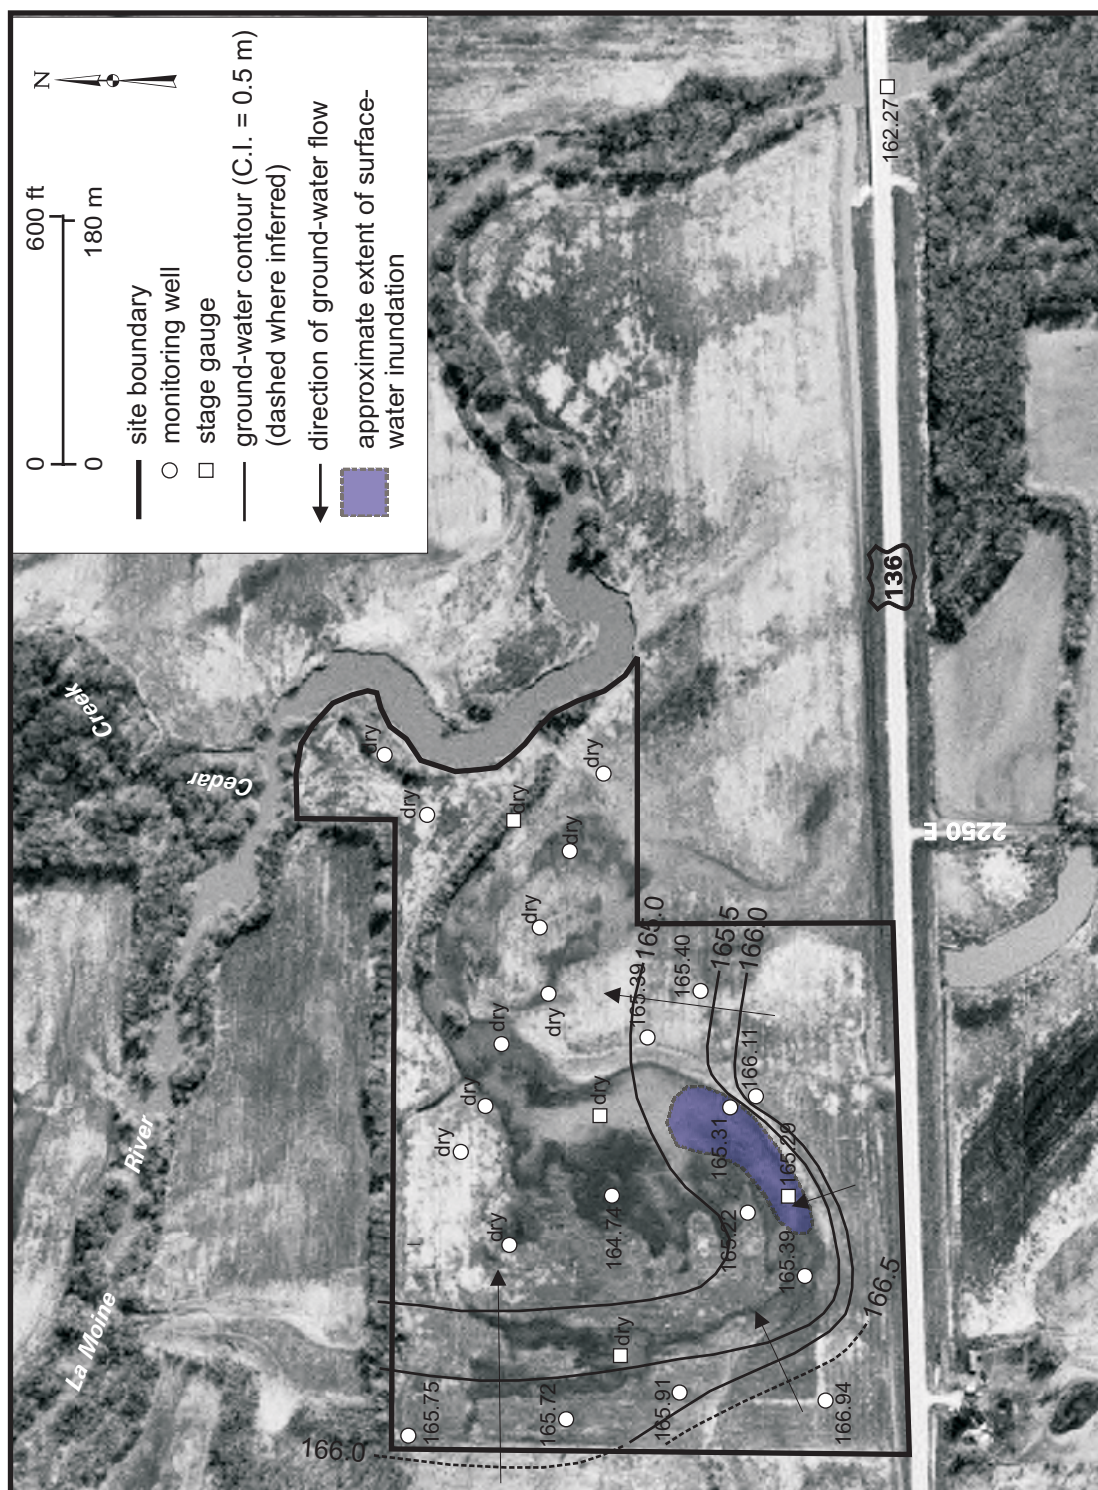 N
0 600 ft
0 180 m
site boundary
monitoring well
stage gauge
ground-water contour (C.I. = 0.5 m)
(dashed where inferred)
direction of ground-water flow
approximate extent of surface-
water inundation
Cedar
Creek
La Moine
River
162.27
136
2250 E
dry
dry
dry
dry
dry
dry
dry
dry
dry
dry
dry
dry
dry
165.0
165.5
166.0
165.39
165.40
166.11
165.31
165.29
165.22
165.39
164.74
166.5
166.94
165.91
165.72
165.75
166.0